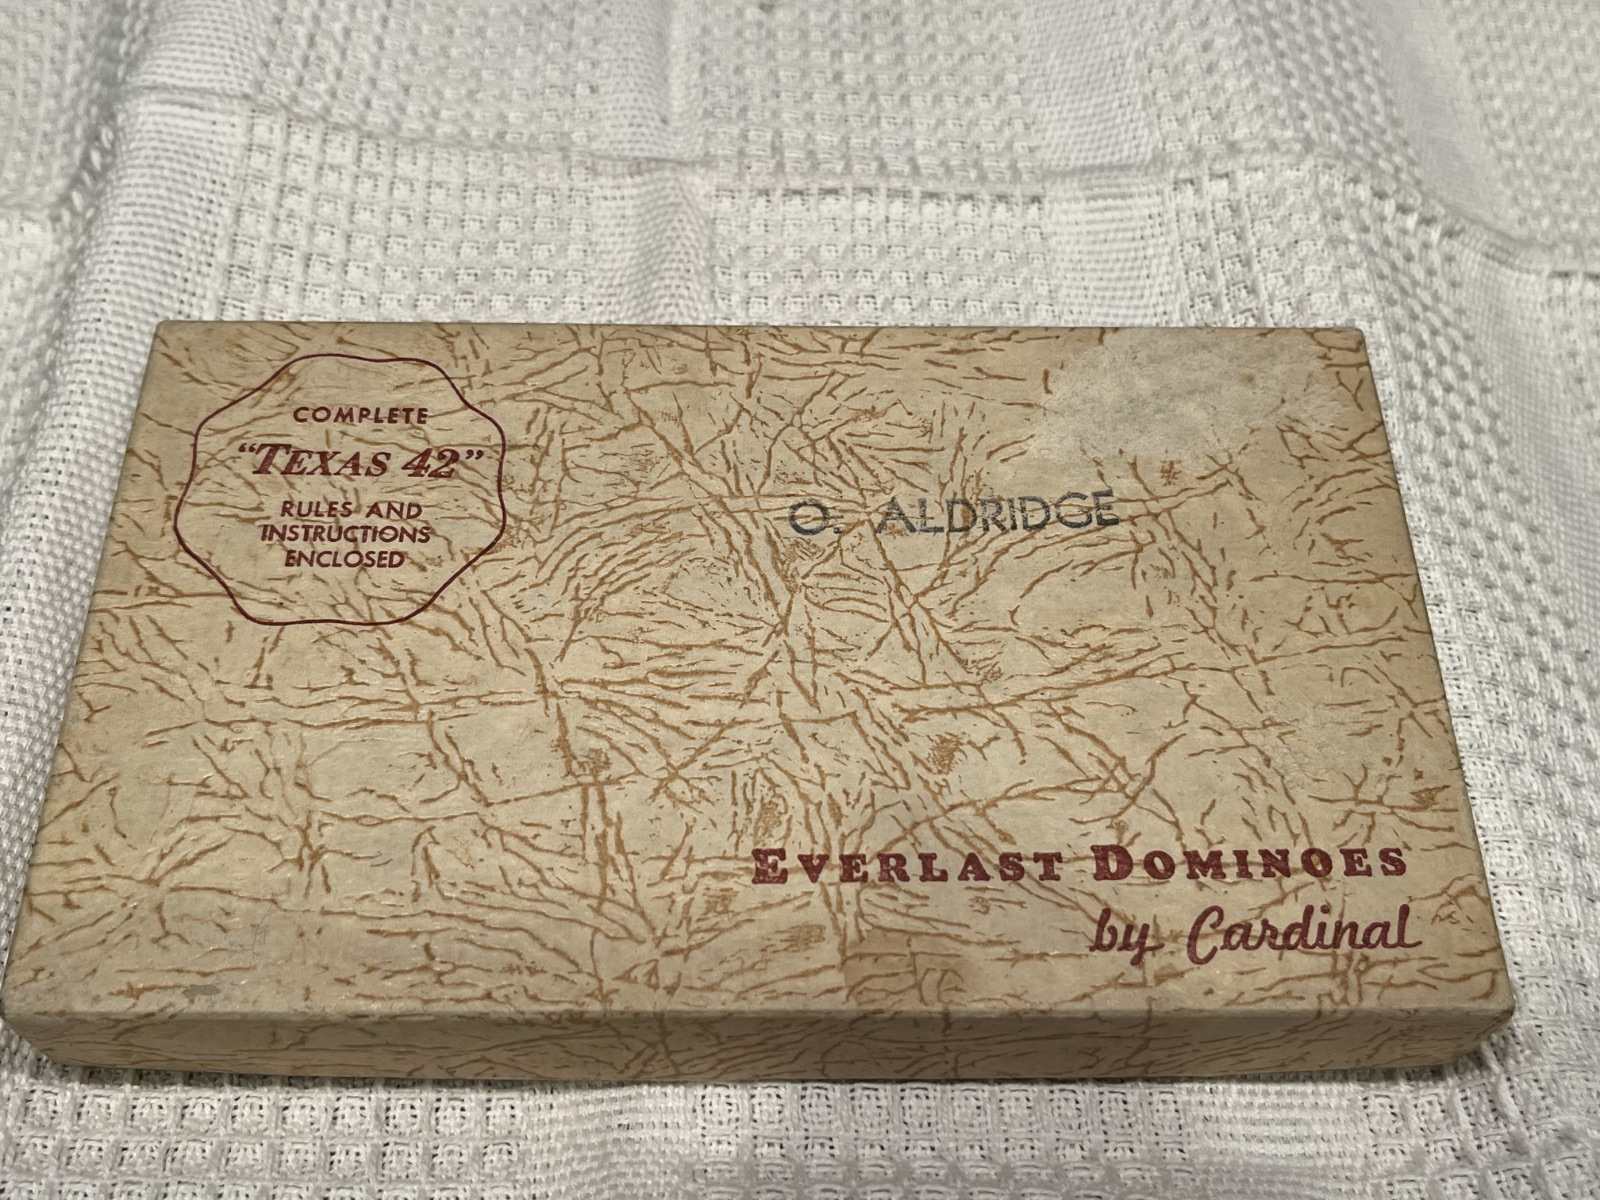 COMPLETE
"TEXAS 42"
RULES AND
INSTRUCTIONS
ENCLOSED
O. ALDRIDGE
EVERLAST DOMINOES
by Cardinal